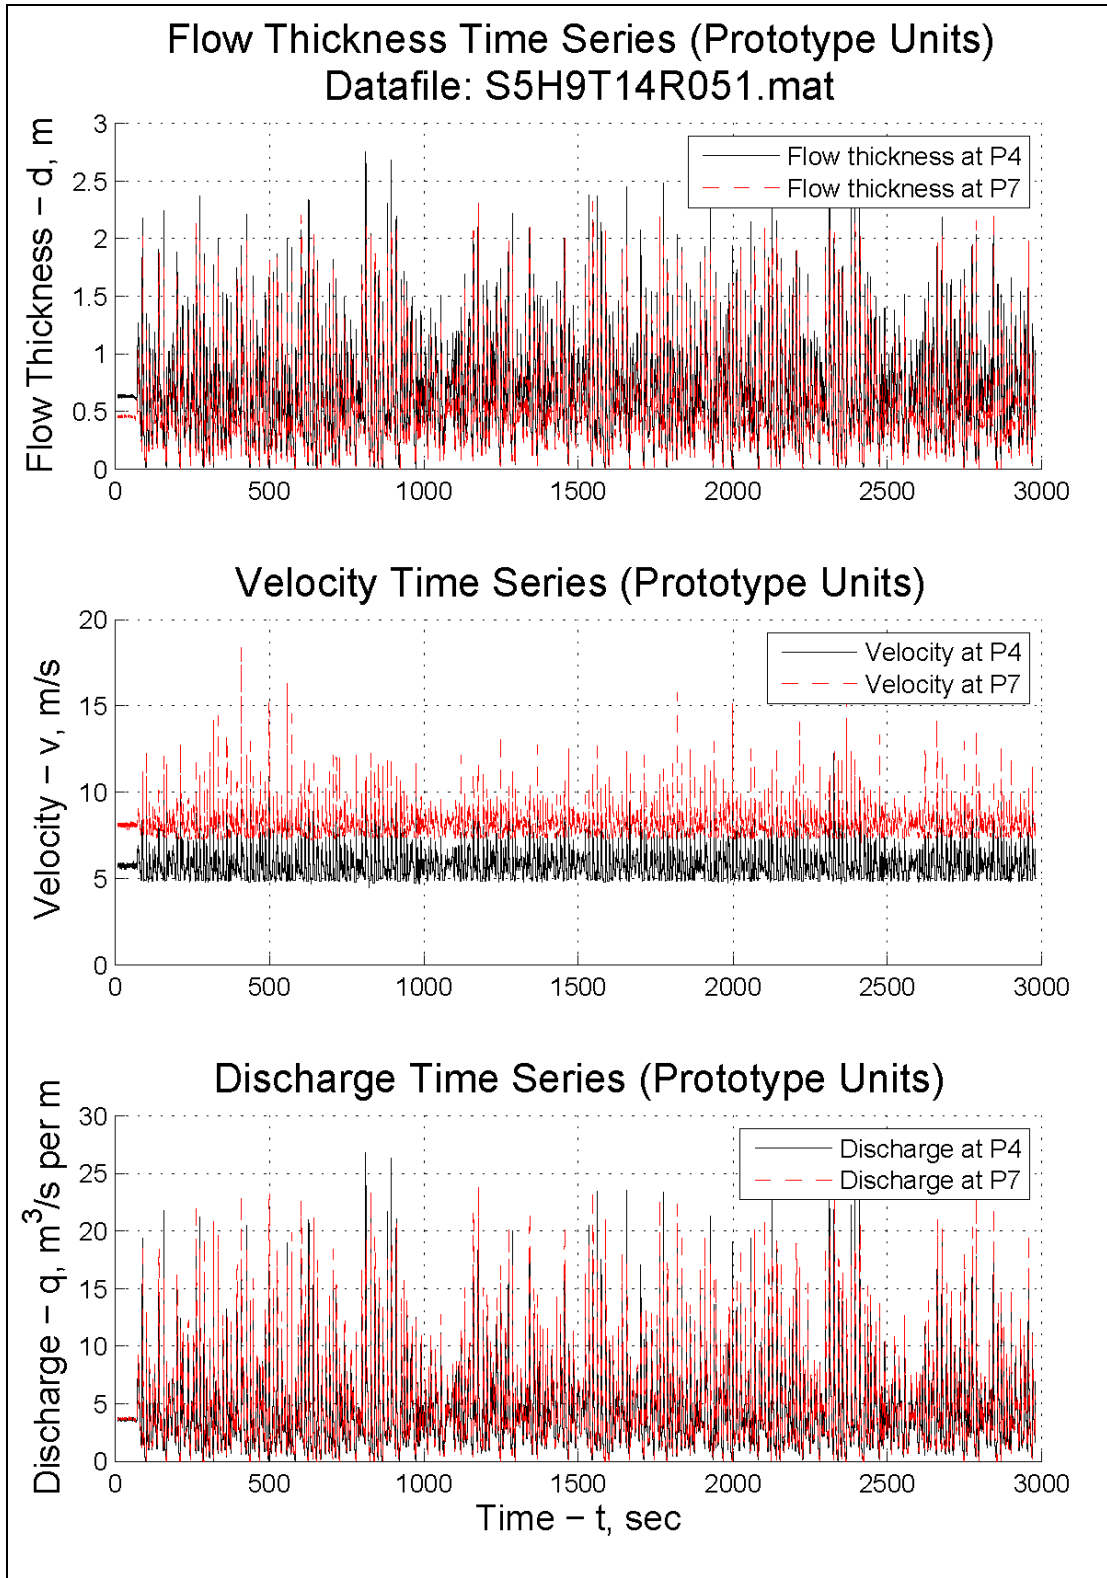 Flow Thickness Time Series (Prototype Units)
Datafile: S5H9T14R051.mat
Flow Thickness − d, m
3
2.5
2
1.5
1
0.5
0
Flow thickness at P4
Flow thickness at P7
0 500 1000 1500 2000 2500 3000
Velocity Time Series (Prototype Units)
Velocity − v, m/s
20
15
10
5
0
Velocity at P4
Velocity at P7
0 500 1000 1500 2000 2500 3000
Discharge Time Series (Prototype Units)
Discharge − q, m³/s per m
30
25
20
15
10
5
0
Discharge at P4
Discharge at P7
0 500 1000 1500 2000 2500 3000
Time − t, sec